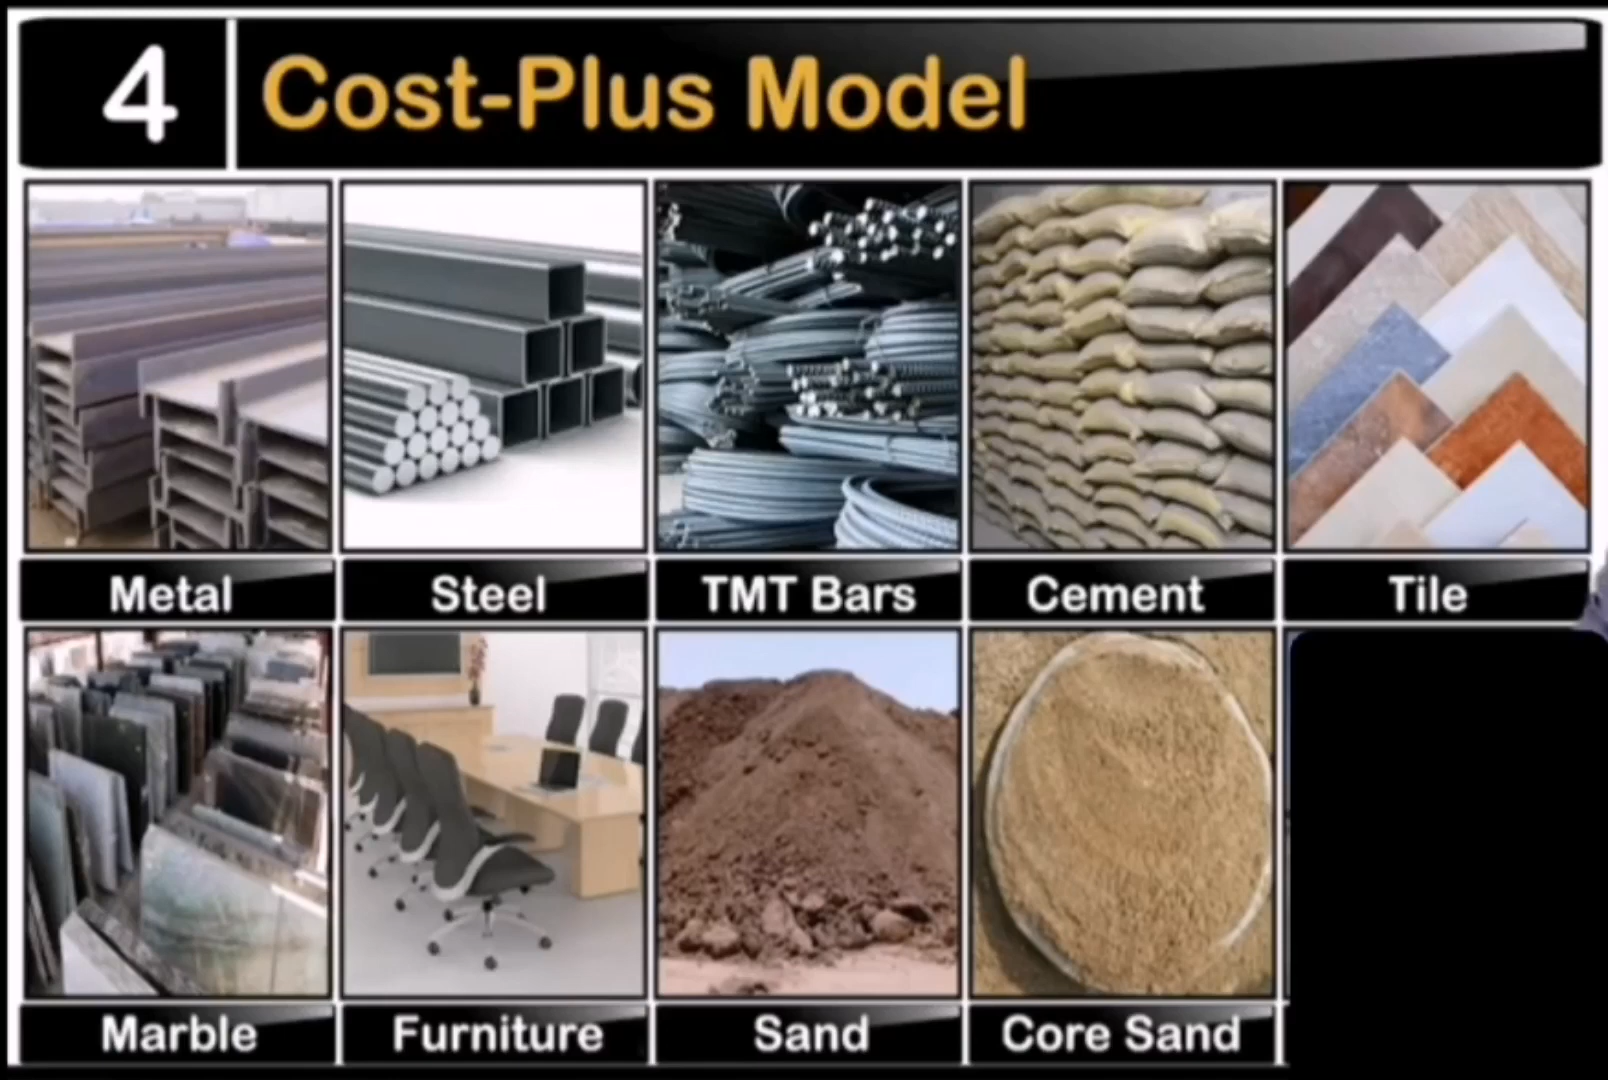 4
Cost-Plus Model
Metal
Steel
TMT Bars
Cement
Tile
Marble
Furniture
Sand
Core Sand